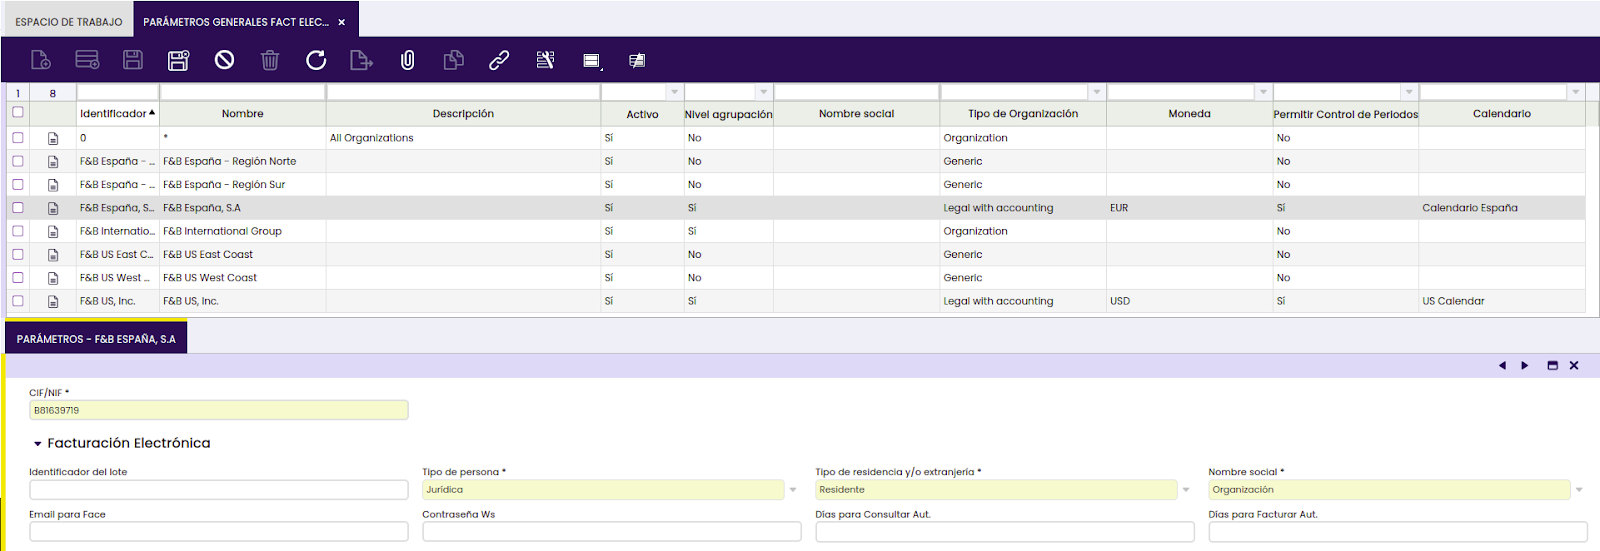 ESPACIO DE TRABAJO PARÁMETROS GENERALES FACT ELEC... ×
1 8
Identificador Nombre Descripción Activo Nivel agrupación Nombre social Tipo de Organización Moneda Permitir Control de Periodos Calendario
0 * All Organizations Sí No Organization No
F&B España - ... F&B España - Región Norte Sí No Generic No
F&B España - ... F&B España - Región Sur Sí No Generic No
F&B España, S... F&B España, S.A Sí Sí Legal with accounting EUR Sí Calendario España
F&B Internatio... F&B International Group Sí Sí Organization No
F&B US East C... F&B US East Coast Sí No Generic No
F&B US West ... F&B US West Coast Sí No Generic No
F&B US, Inc. F&B US, Inc. Sí Sí Legal with accounting USD Sí US Calendar
PARÁMETROS - F&B ESPAÑA, S.A
CIF/NIF *
B81639719
Facturación Electrónica
Identificador del lote Tipo de persona * Tipo de residencia y/o extranjería * Nombre social *
Jurídica Residente Organización
Email para Face Contraseña Ws Días para Consultar Aut. Días para Facturar Aut.